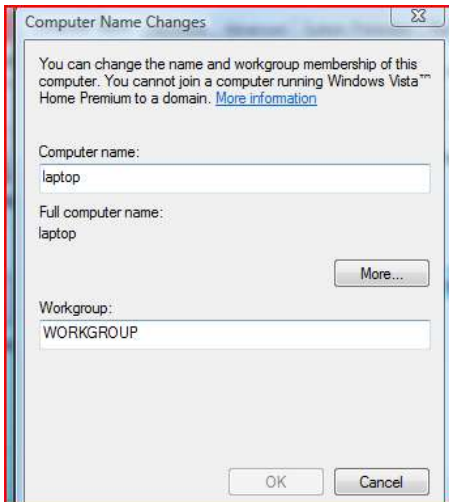 Computer Name Changes
You can change the name and workgroup membership of this
computer. You cannot join a computer running Windows Vista™
Home Premium to a domain. More information
Computer name:
laptop
Full computer name:
laptop
More...
Workgroup:
WORKGROUP
OK
Cancel